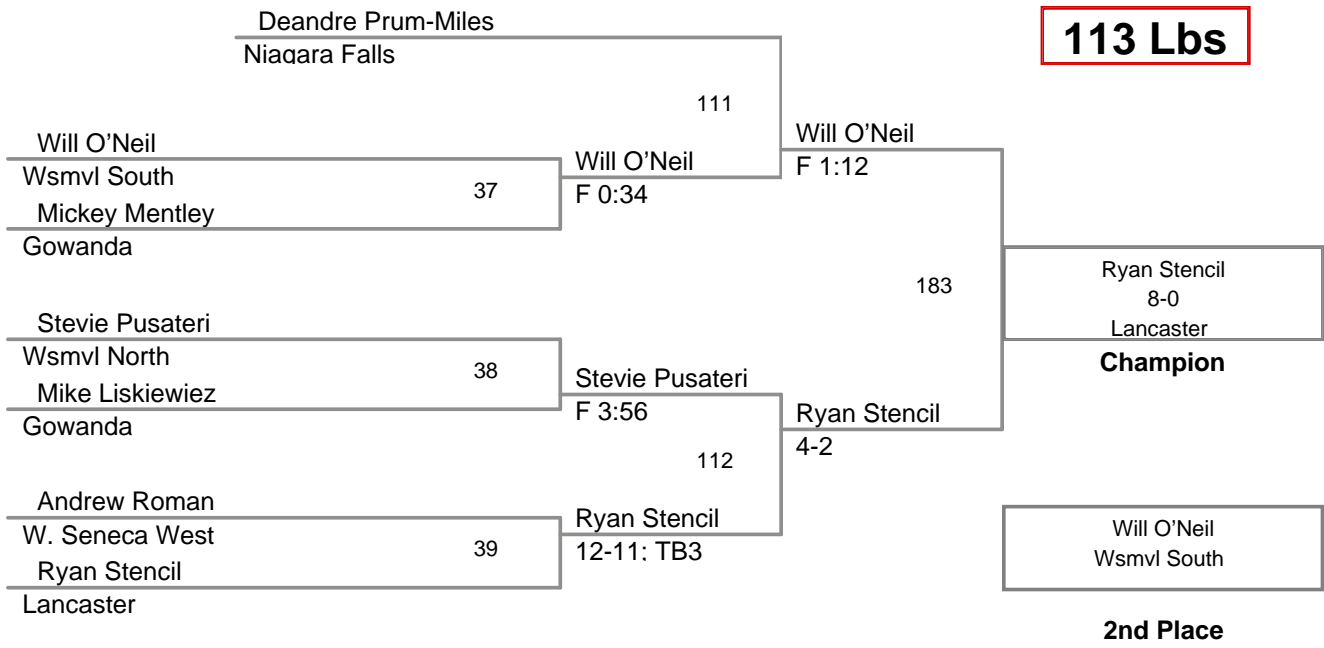 Deandre Prum-Miles
Niagara Falls
113 Lbs
111
Will O'Neil
Wsmvl South
37
Mickey Mentley
Gowanda
Will O'Neil
F 0:34
Will O'Neil
F 1:12
183
Stevie Pusateri
Wsmvl North
38
Mike Liskiewiez
Gowanda
Stevie Pusateri
F 3:56
112
Ryan Stencil
4-2
Andrew Roman
W. Seneca West
39
Ryan Stencil
Lancaster
Ryan Stencil
12-11; TB3
Ryan Stencil
8-0
Lancaster
Champion
Will O'Neil
Wsmvl South
2nd Place